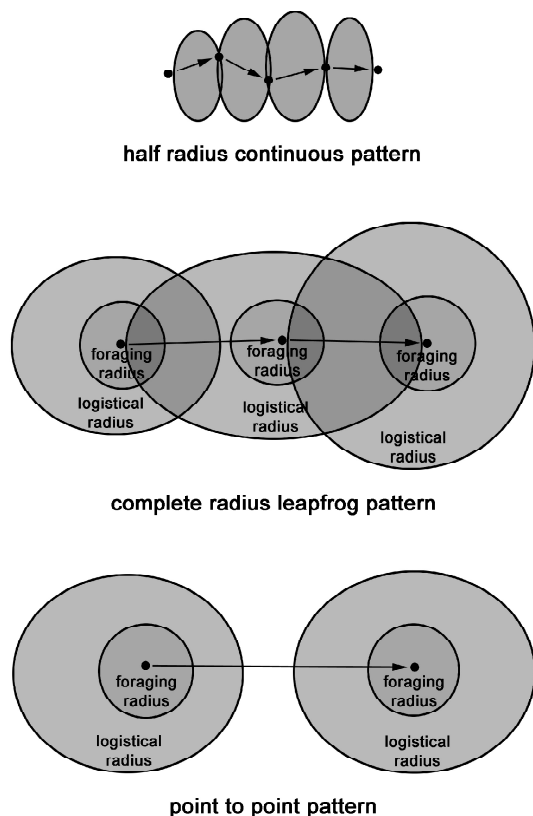 half radius continuous pattern
foraging
radius
logistical
radius
foraging
radius
logistical
radius
foraging
radius
logistical
radius
complete radius leapfrog pattern
foraging
radius
logistical
radius
foraging
radius
logistical
radius
point to point pattern